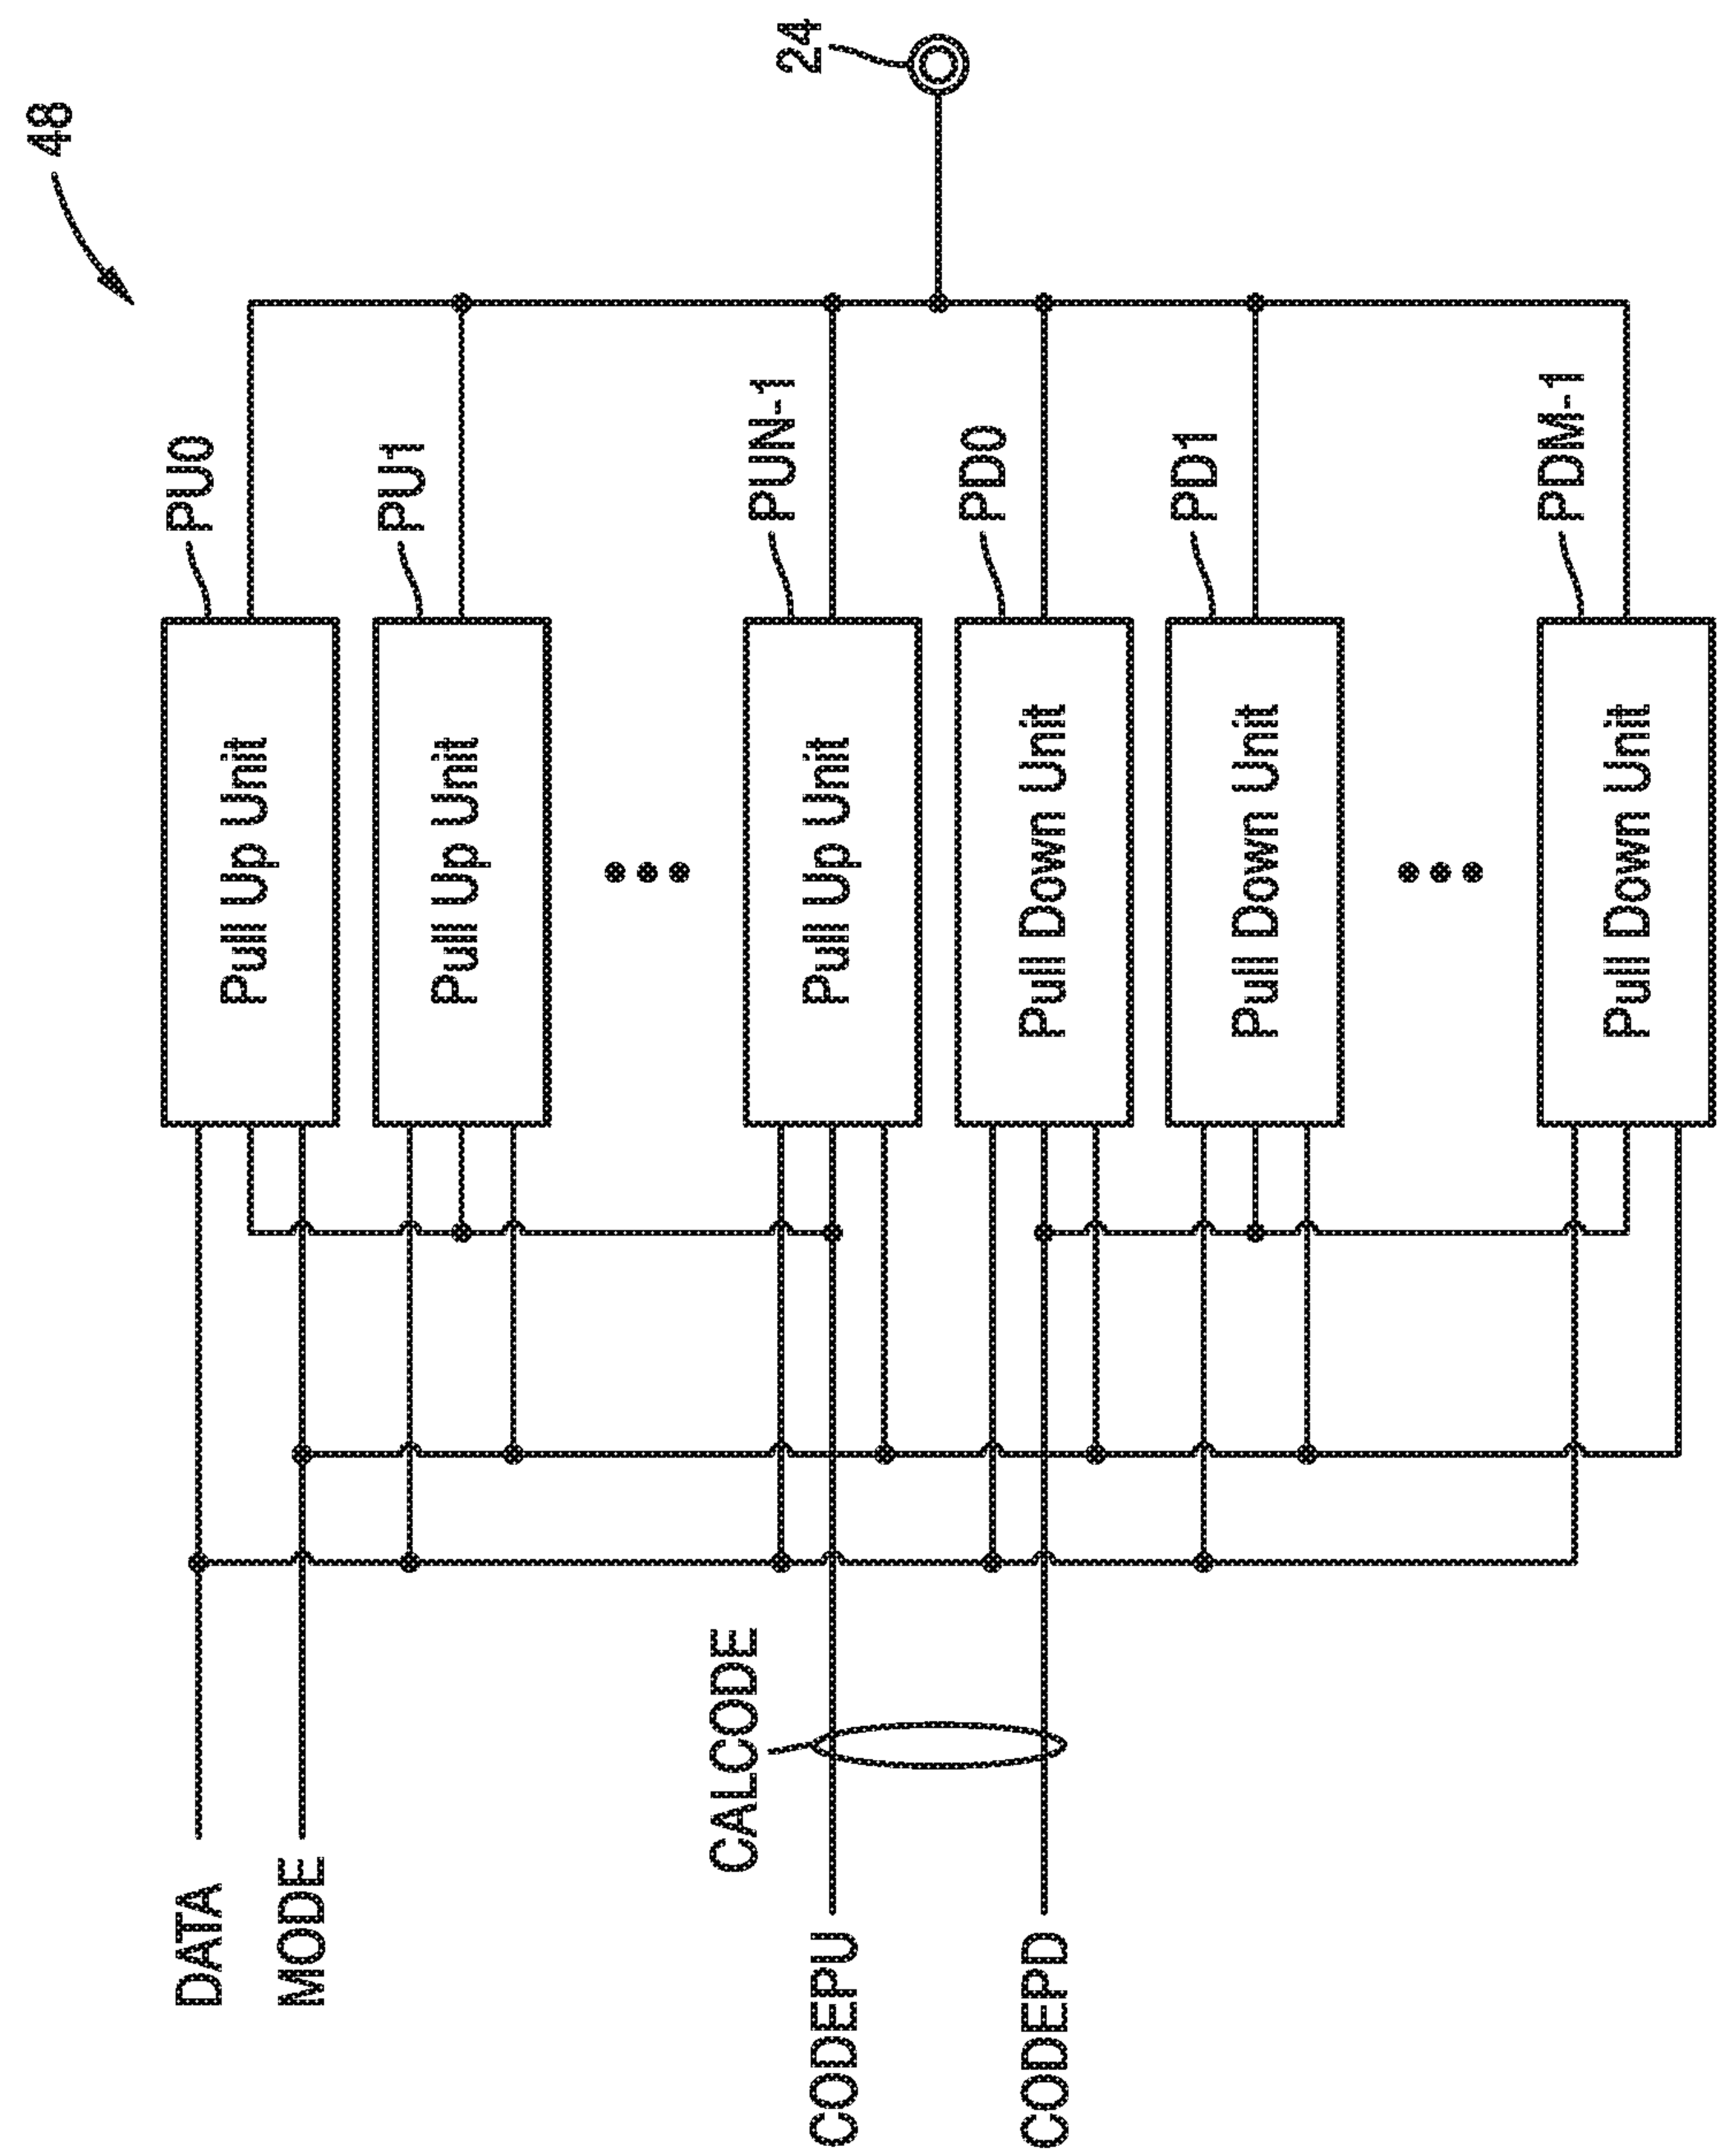 48
24
PU0
Pull Up Unit
PU1
Pull Up Unit
PUN-1
Pull Up Unit
PD0
Pull Down Unit
PD1
Pull Down Unit
PDM-1
Pull Down Unit
DATA
MODE
CALCODE
CODEPU
CODEPD